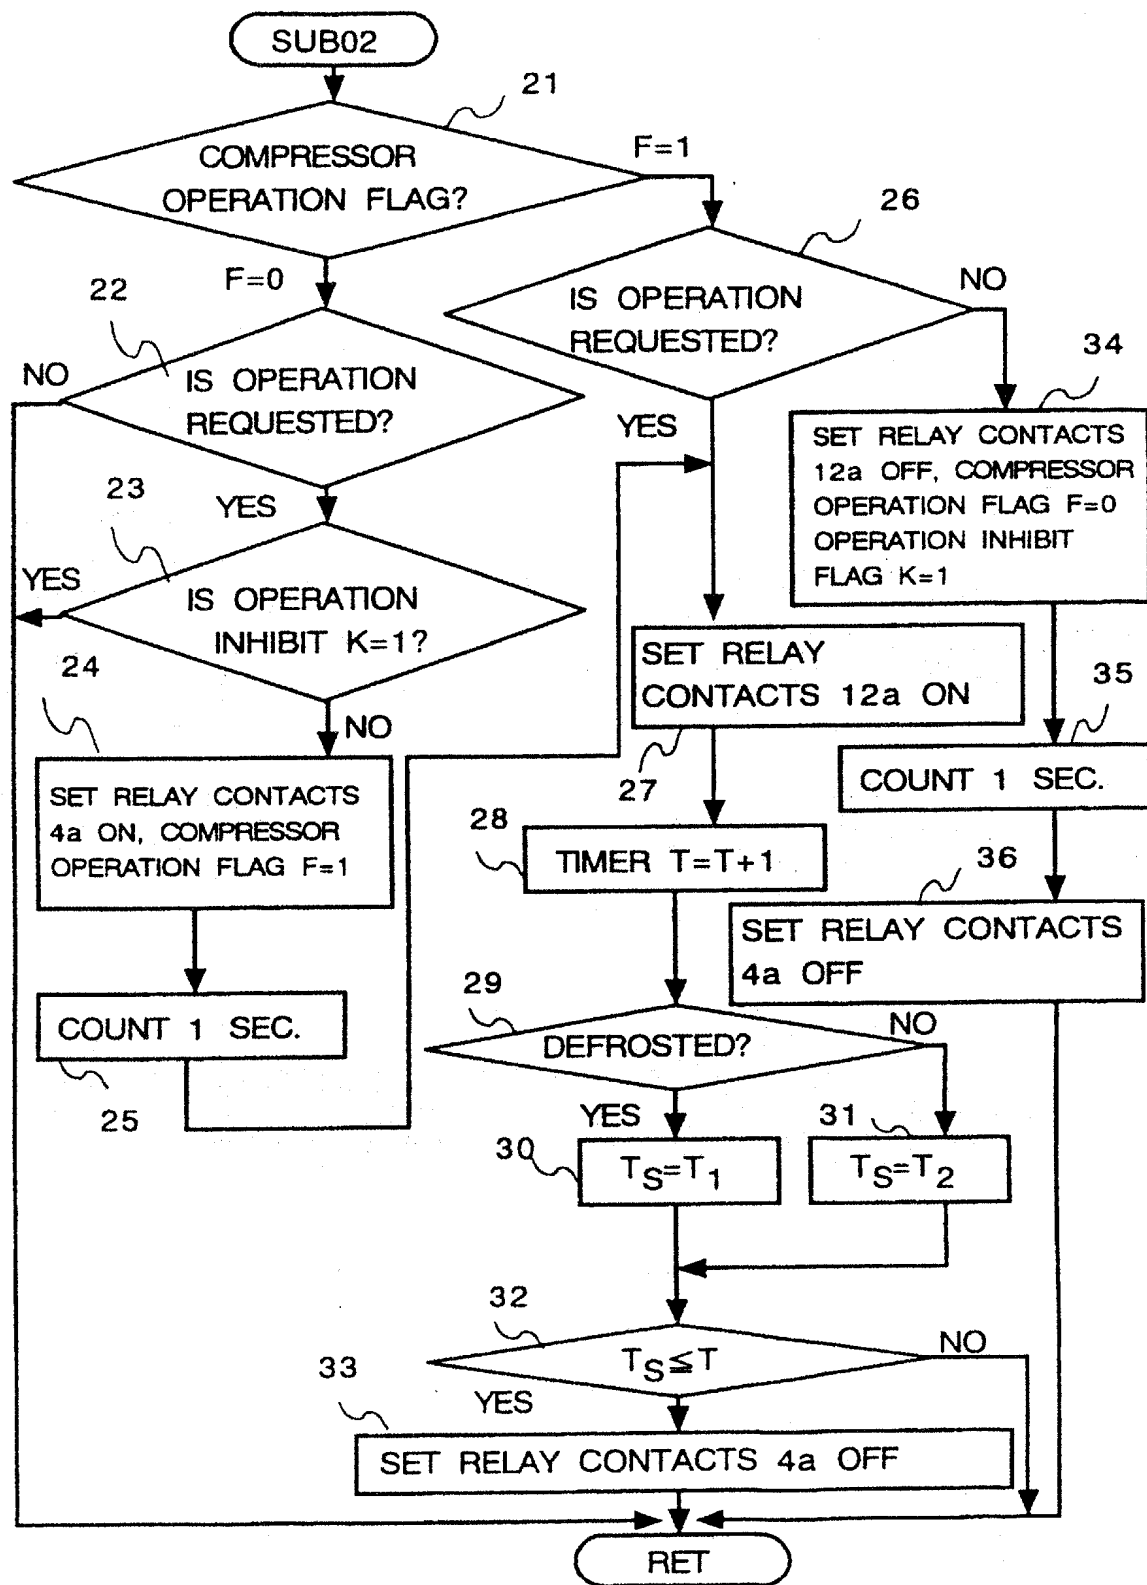 SUB02
21
COMPRESSOR
OPERATION FLAG?
F=1
F=0
26
IS OPERATION
REQUESTED?
NO
YES
22
IS OPERATION
REQUESTED?
NO
YES
23
IS OPERATION
INHIBIT K=1?
YES
NO
24
SET RELAY CONTACTS
4a ON, COMPRESSOR
OPERATION FLAG F=1
COUNT 1 SEC.
25
34
SET RELAY CONTACTS
12a OFF, COMPRESSOR
OPERATION FLAG F=0
OPERATION INHIBIT
FLAG K=1
SET RELAY
CONTACTS 12a ON
27
35
COUNT 1 SEC.
28
TIMER T=T+1
36
SET RELAY CONTACTS
4a OFF
29
DEFROSTED?
NO
YES
30
TS=T1
31
TS=T2
32
TS≦T
NO
YES
33
SET RELAY CONTACTS 4a OFF
RET